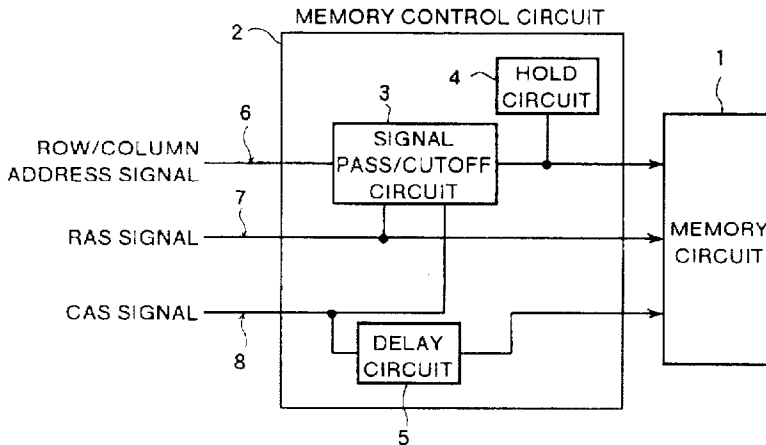 MEMORY CONTROL CIRCUIT
2
4
HOLD
CIRCUIT
1
3
6
SIGNAL
PASS/CUTOFF
CIRCUIT
ROW/COLUMN
ADDRESS SIGNAL
7
RAS SIGNAL
MEMORY
CIRCUIT
CAS SIGNAL
8
DELAY
CIRCUIT
5